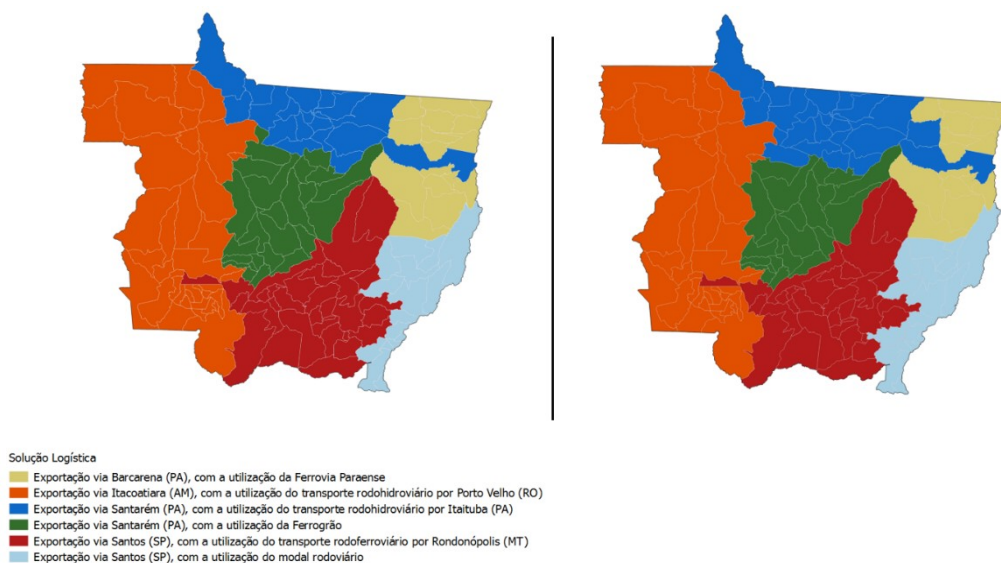 Solução Logística
Exportação via Barcarena (PA), com a utilização da Ferrovia Paraense
Exportação via Itacoatiara (AM), com a utilização do transporte rodohidroviário por Porto Velho (RO)
Exportação via Santarém (PA), com a utilização do transporte rodohidroviário por Itaituba (PA)
Exportação via Santarém (PA), com a utilização da Ferrogrão
Exportação via Santos (SP), com a utilização do transporte rodoferroviário por Rondonópolis (MT)
Exportação via Santos (SP), com a utilização do modal rodoviário